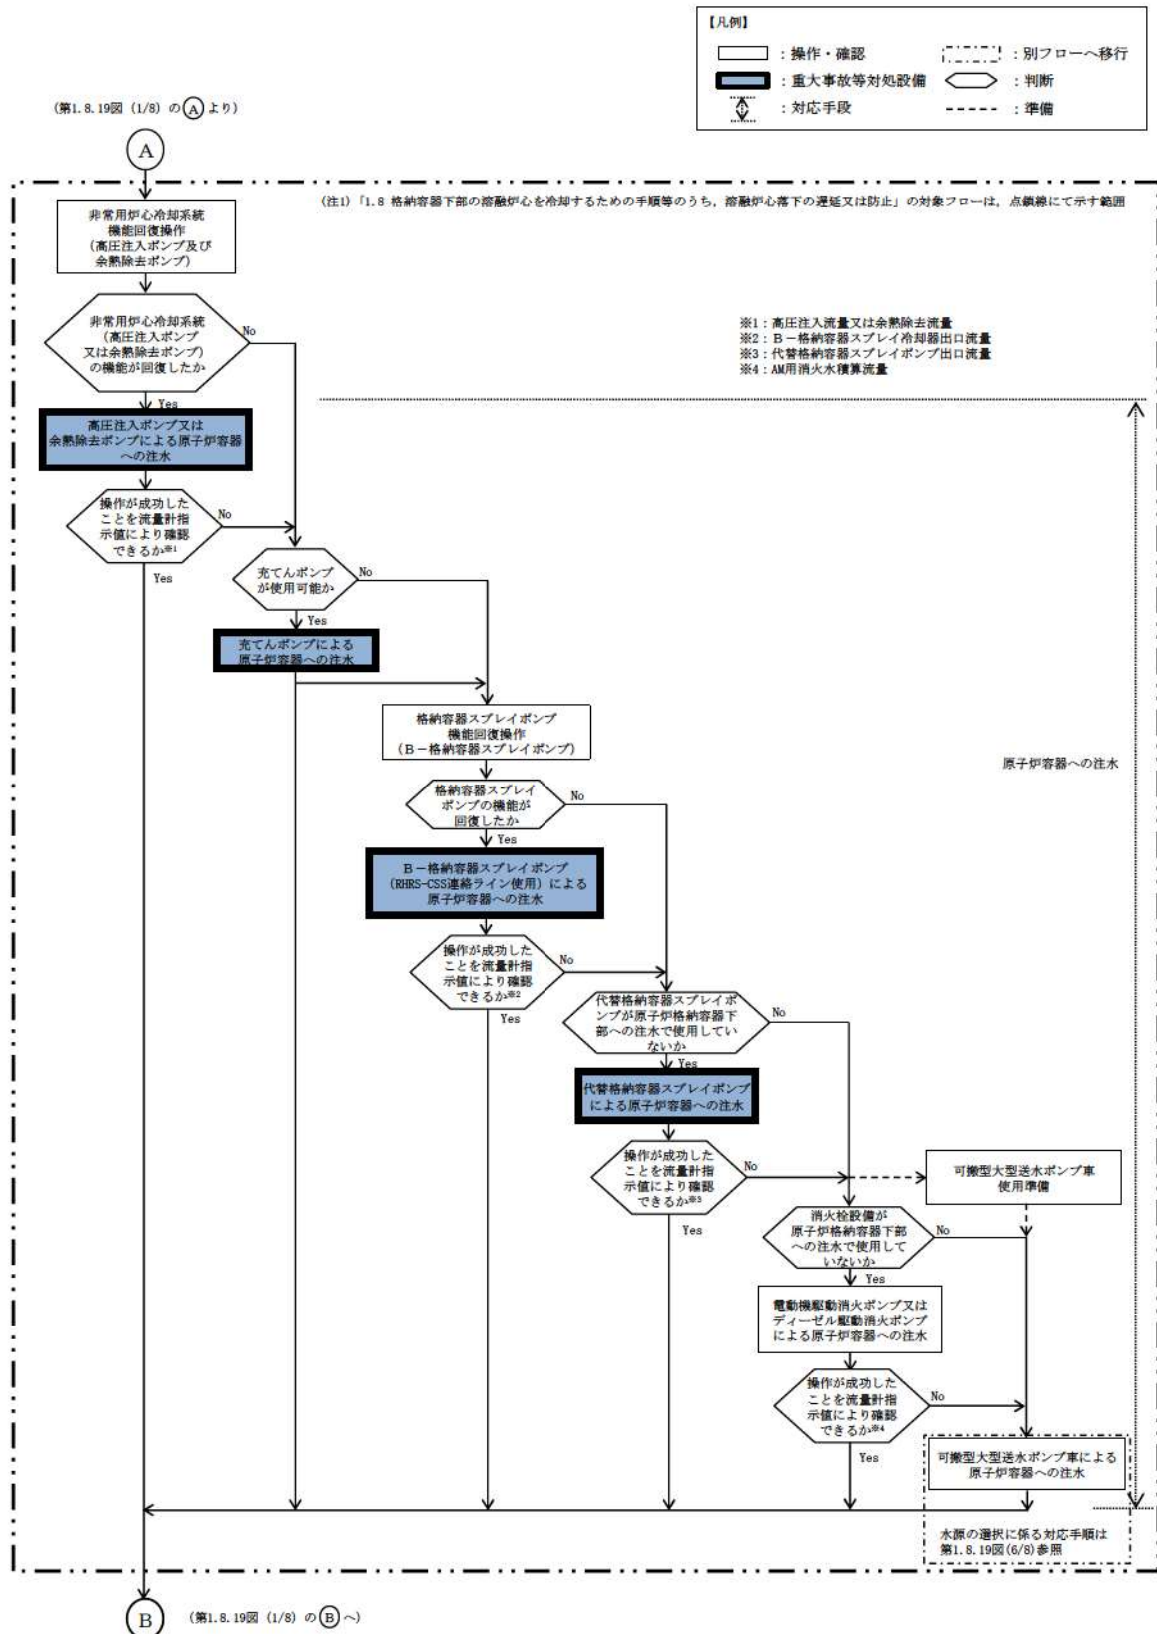 【凡例】
：操作・確認
：別フローへ移行
：重大事故等対処設備
：判断
：対応手段
：準備
(第1.8.19図 (1/8) の Ⓐ より)
A
(注1)「1.8 格納容器下部の溶融炉心を冷却するための手順等のうち，溶融炉心落下の遅延又は防止」の対象フローは，点鎖線にて示す範囲
非常用炉心冷却系統
機能回復操作
(高圧注入ポンプ及び
余熱除去ポンプ)
非常用炉心冷却系統
(高圧注入ポンプ
又は余熱除去ポンプ)
の機能が回復したか
No
Yes
※1：高圧注入流量又は余熱除去流量
※2：B－格納容器スプレイ冷却器出口流量
※3：代替格納容器スプレイポンプ出口流量
※4：AM用消火水積算流量
高圧注入ポンプ又は
余熱除去ポンプによる原子炉容器
への注水
操作が成功した
ことを流量計指
示値により確認
できるか※1
No
Yes
充てんポンプ
が使用可能か
No
Yes
充てんポンプによる
原子炉容器への注水
格納容器スプレイポンプ
機能回復操作
(B－格納容器スプレイポンプ)
原子炉容器への注水
格納容器スプレイ
ポンプの機能が
回復したか
No
Yes
B－格納容器スプレイポンプ
(RHRS-CSS連絡ライン使用) による
原子炉容器への注水
操作が成功した
ことを流量計指
示値により確認
できるか※2
No
Yes
代替格納容器スプレイポ
ンプが原子炉格納容器下
部への注水で使用してい
ないか
No
Yes
代替格納容器スプレイポンプ
による原子炉容器への注水
操作が成功した
ことを流量計指
示値により確認
できるか※3
No
Yes
可搬型大型送水ポンプ車
使用準備
消火栓設備が
原子炉格納容器下部
への注水で使用して
いないか
No
Yes
電動機駆動消火ポンプ又は
ディーゼル駆動消火ポンプ
による原子炉容器への注水
操作が成功した
ことを流量計指
示値により確認
できるか※4
No
Yes
可搬型大型送水ポンプ車による
原子炉容器への注水
水源の選択に係る対応手順は
第1.8.19図(6/8)参照
B
(第1.8.19図 (1/8) の Ⓑ へ)